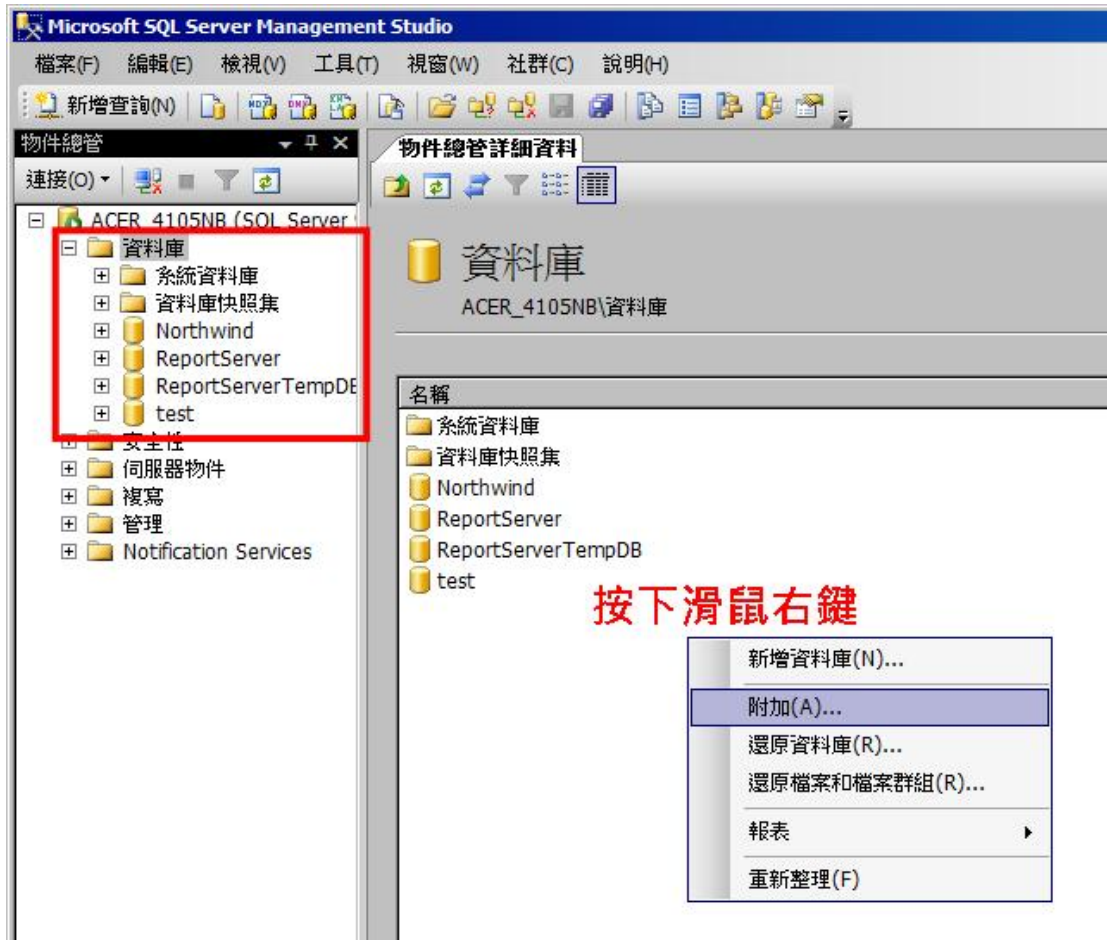 Microsoft SQL Server Management Studio
檔案(F) 編輯(E) 檢視(V) 工具(T) 視窗(W) 社群(C) 說明(H)
新增查詢(N)
物件總管
連接(O)
ACER_4105NB (SQL Server
資料庫
系統資料庫
資料庫快照集
Northwind
ReportServer
ReportServerTempDB
test
安全性
伺服器物件
複寫
管理
Notification Services
物件總管詳細資料
資料庫
ACER_4105NB\資料庫
名稱
系統資料庫
資料庫快照集
Northwind
ReportServer
ReportServerTempDB
test
按下滑鼠右鍵
新增資料庫(N)...
附加(A)...
還原資料庫(R)...
還原檔案和檔案群組(R)...
報表
重新整理(F)